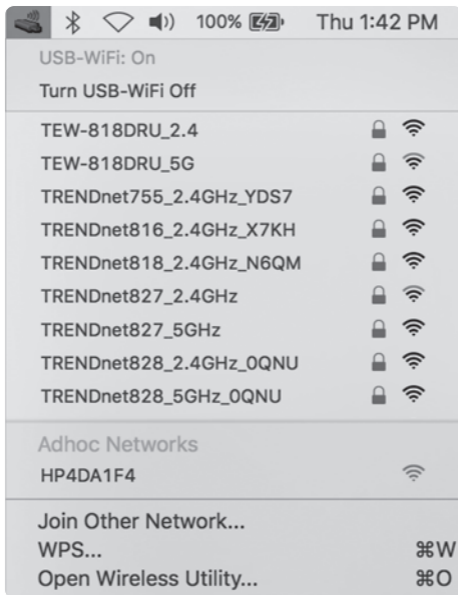 100% Thu 1:42 PM
USB-WiFi: On
Turn USB-WiFi Off
TEW-818DRU_2.4
TEW-818DRU_5G
TRENDnet755_2.4GHz_YDS7
TRENDnet816_2.4GHz_X7KH
TRENDnet818_2.4GHz_N6QM
TRENDnet827_2.4GHz
TRENDnet827_5GHz
TRENDnet828_2.4GHz_0QNU
TRENDnet828_5GHz_0QNU
Adhoc Networks
HP4DA1F4
Join Other Network...
WPS... ⌘W
Open Wireless Utility... ⌘O